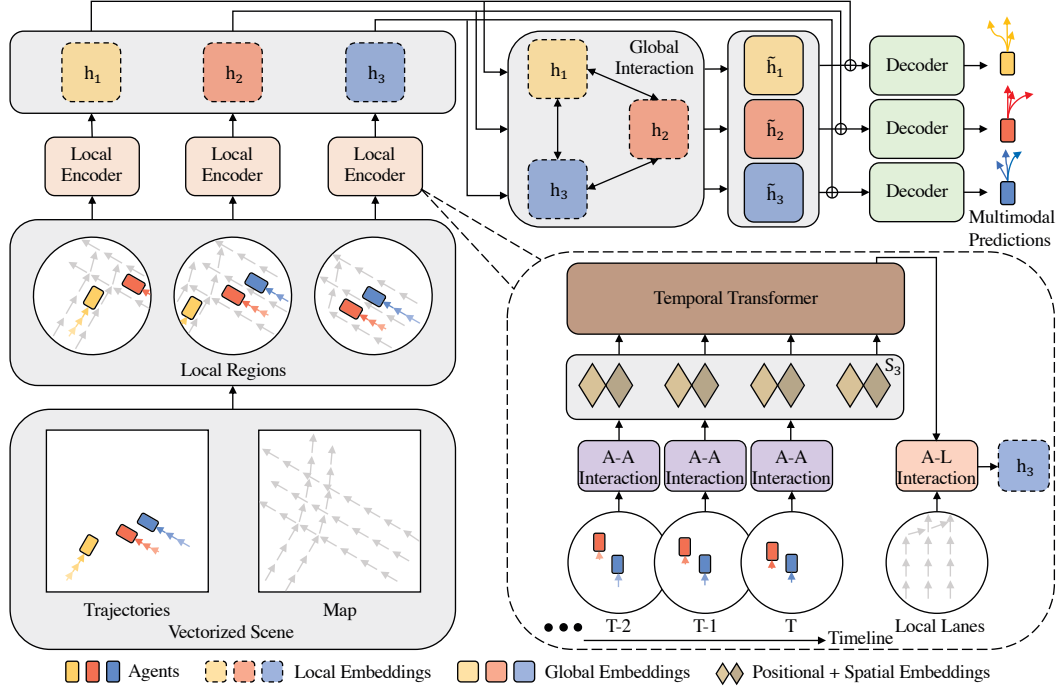 h₁
h₂
h₃
Local
Encoder
Local
Encoder
Local
Encoder
Local Regions
Trajectories
Map
Vectorized Scene
Global
Interaction
h₁
h₂
h₃
h̃₁
h̃₂
h̃₃
Decoder
Decoder
Decoder
Multimodal
Predictions
Temporal Transformer
S₃
A-A
Interaction
A-A
Interaction
A-A
Interaction
A-L
Interaction
h₃
T-2
T-1
T
Local Lanes
Timeline
Agents
Local Embeddings
Global Embeddings
Positional + Spatial Embeddings